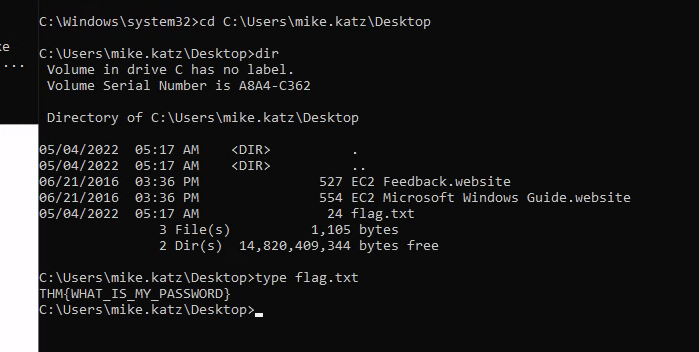 C:\Windows\system32>cd C:\Users\mike.katz\Desktop
C:\Users\mike.katz\Desktop>dir
 Volume in drive C has no label.
 Volume Serial Number is A8A4-C362
 Directory of C:\Users\mike.katz\Desktop
05/04/2022  05:17 AM    <DIR>          .
05/04/2022  05:17 AM    <DIR>          ..
06/21/2016  03:36 PM               527 EC2 Feedback.website
06/21/2016  03:36 PM               554 EC2 Microsoft Windows Guide.website
05/04/2022  05:17 AM                24 flag.txt
               3 File(s)          1,105 bytes
               2 Dir(s)  14,820,409,344 bytes free
C:\Users\mike.katz\Desktop>type flag.txt
THM{WHAT_IS_MY_PASSWORD}
C:\Users\mike.katz\Desktop>